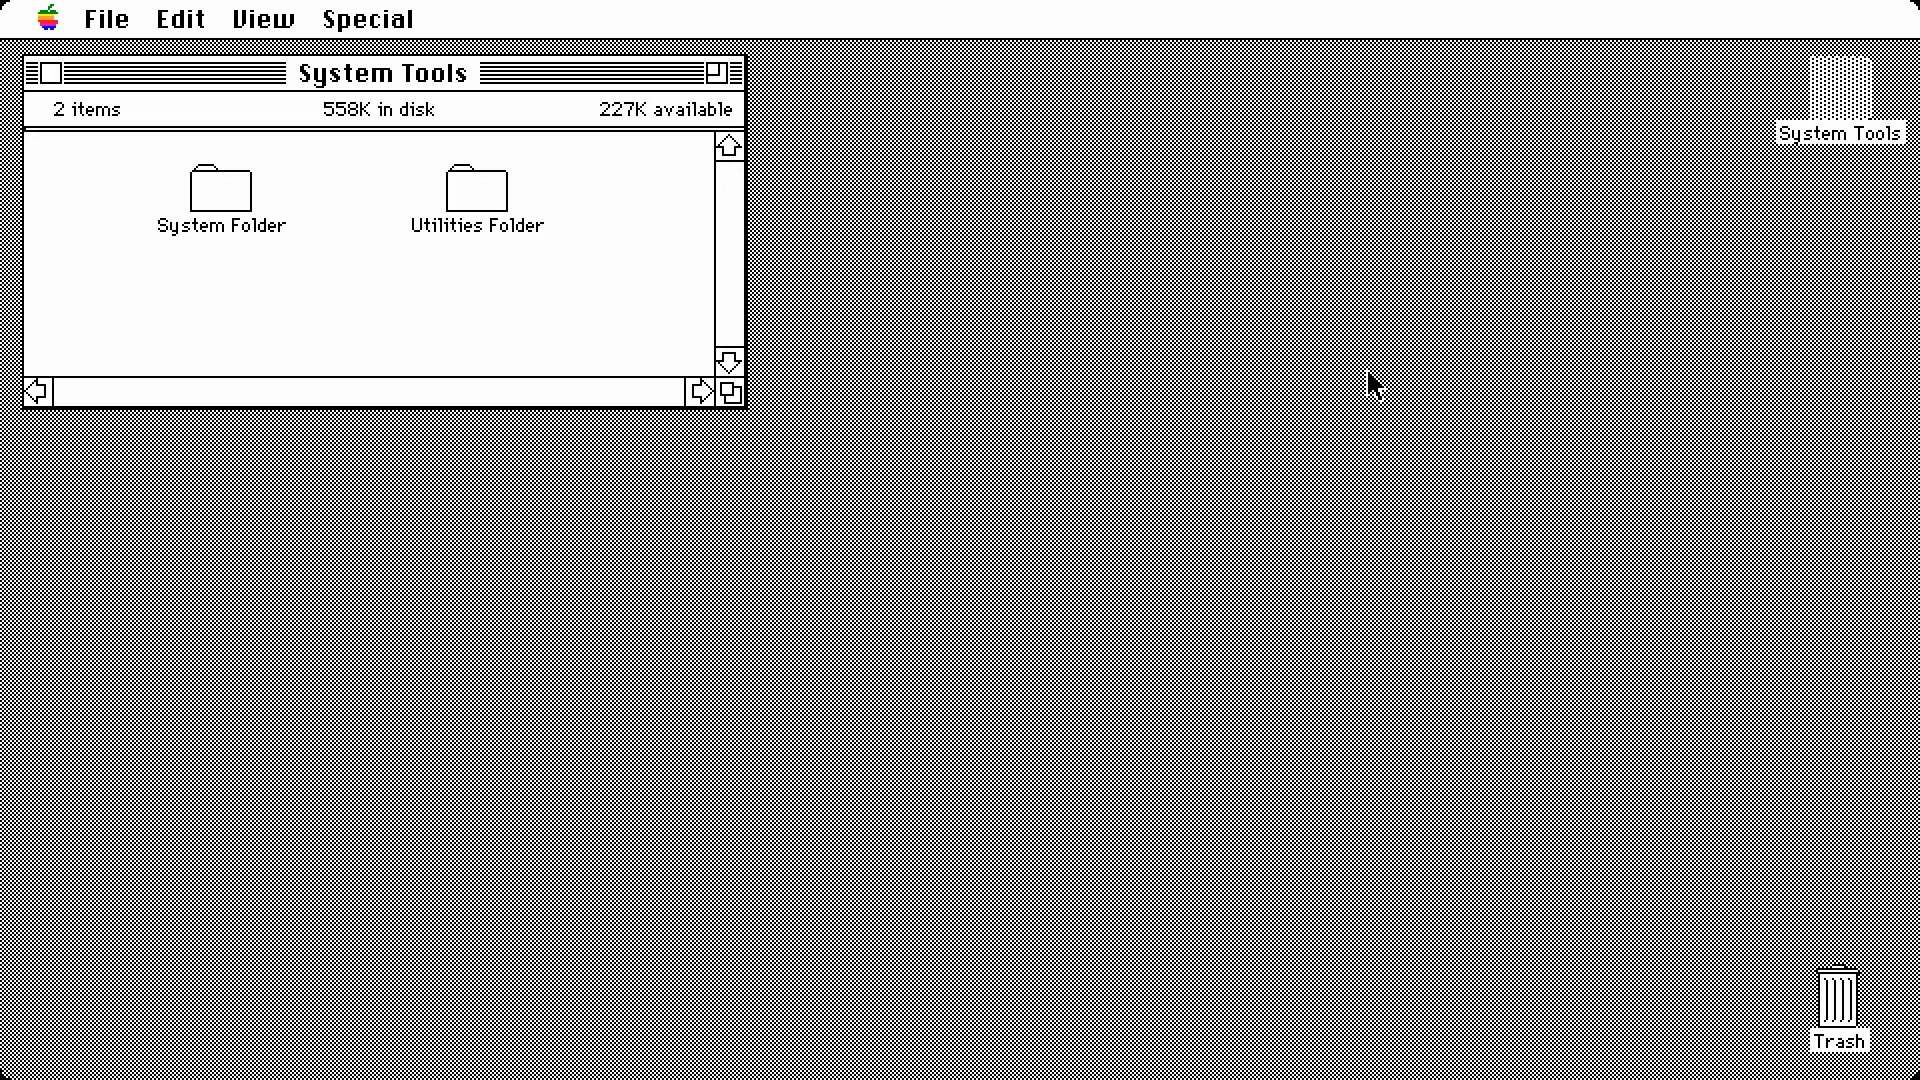 File Edit View Special
System Tools
2 items 558K in disk 227K available
System Folder Utilities Folder
System Tools
Trash